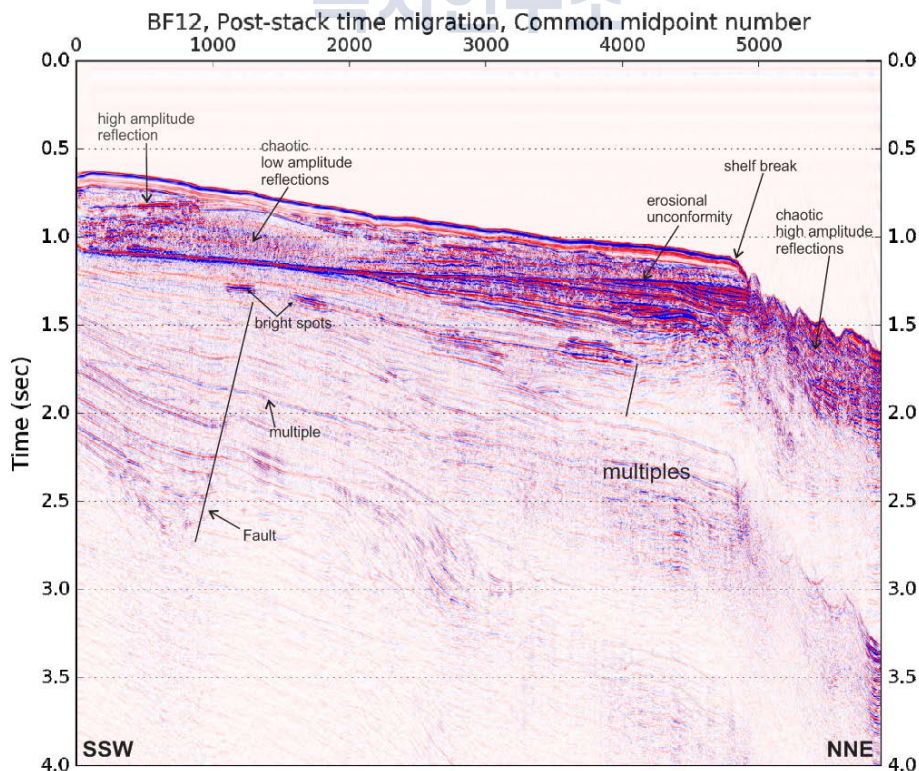 BF12, Post-stack time migration, Common midpoint number
0 1000 2000 3000 4000 5000
0.0 0.0
high amplitude
reflection
chaotic
low amplitude
reflections
0.5 0.5
shelf break
erosional
unconformity
chaotic
high amplitude
reflections
1.0 1.0
bright spots
1.5 1.5
Time (sec)
multiple
2.0 2.0
multiples
2.5 2.5
Fault
3.0 3.0
3.5 3.5
SSW NNE
4.0 4.0